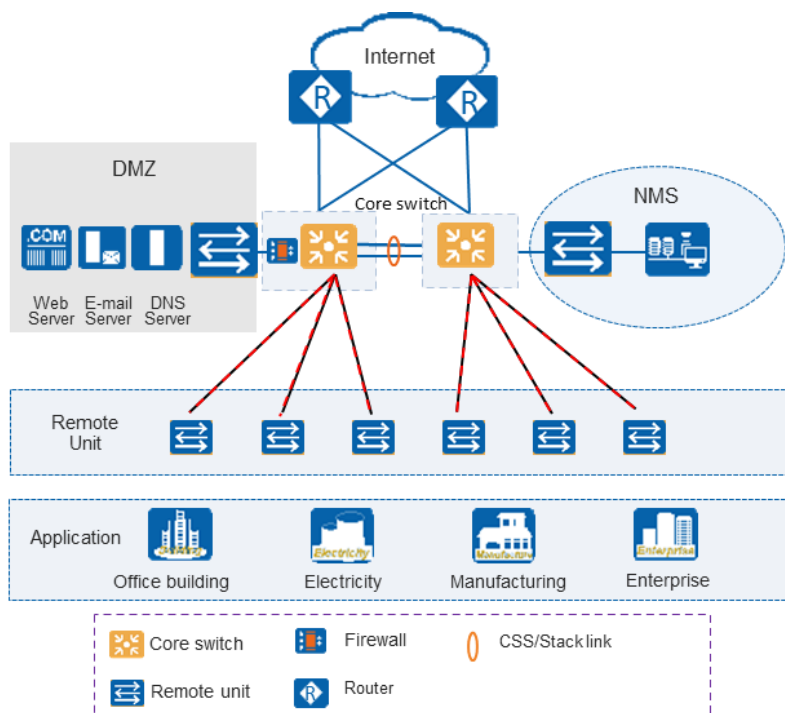 Internet
R
R
DMZ
Core switch
NMS
.COM
Web
Server
E-mail
Server
DNS
Server
Remote
Unit
Application
Electricity
Manufacture
Enterprise
Office building
Electricity
Manufacturing
Enterprise
Core switch
Firewall
CSS/Stack link
Remote unit
R
Router